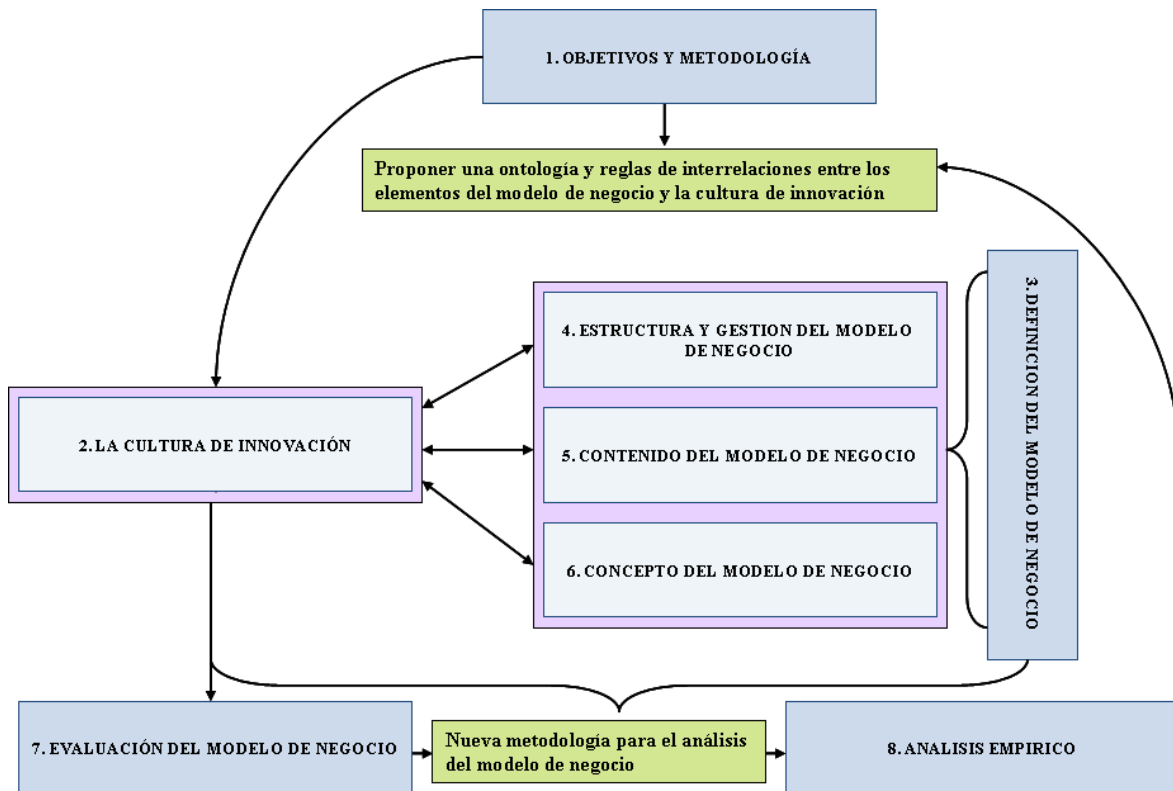 1. OBJETIVOS Y METODOLOGÍA
Proponer una ontología y reglas de interrelaciones entre los
elementos del modelo de negocio y la cultura de innovación
3. DEFINICION DEL MODELO DE NEGOCIO
4. ESTRUCTURA Y GESTION DEL MODELO
DE NEGOCIO
2. LA CULTURA DE INNOVACIÓN
5. CONTENIDO DEL MODELO DE NEGOCIO
6. CONCEPTO DEL MODELO DE NEGOCIO
7. EVALUACIÓN DEL MODELO DE NEGOCIO
Nueva metodología para el análisis
del modelo de negocio
8. ANALISIS EMPIRICO